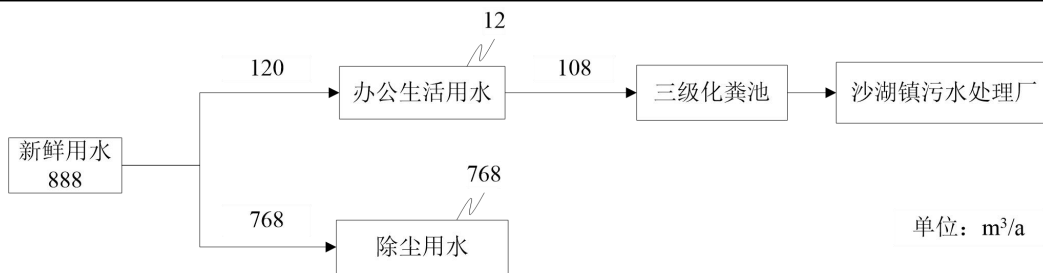 12
120
办公生活用水
108
三级化粪池
沙湖镇污水处理厂
新鲜用水
888
768
768
除尘用水
单位：m³/a